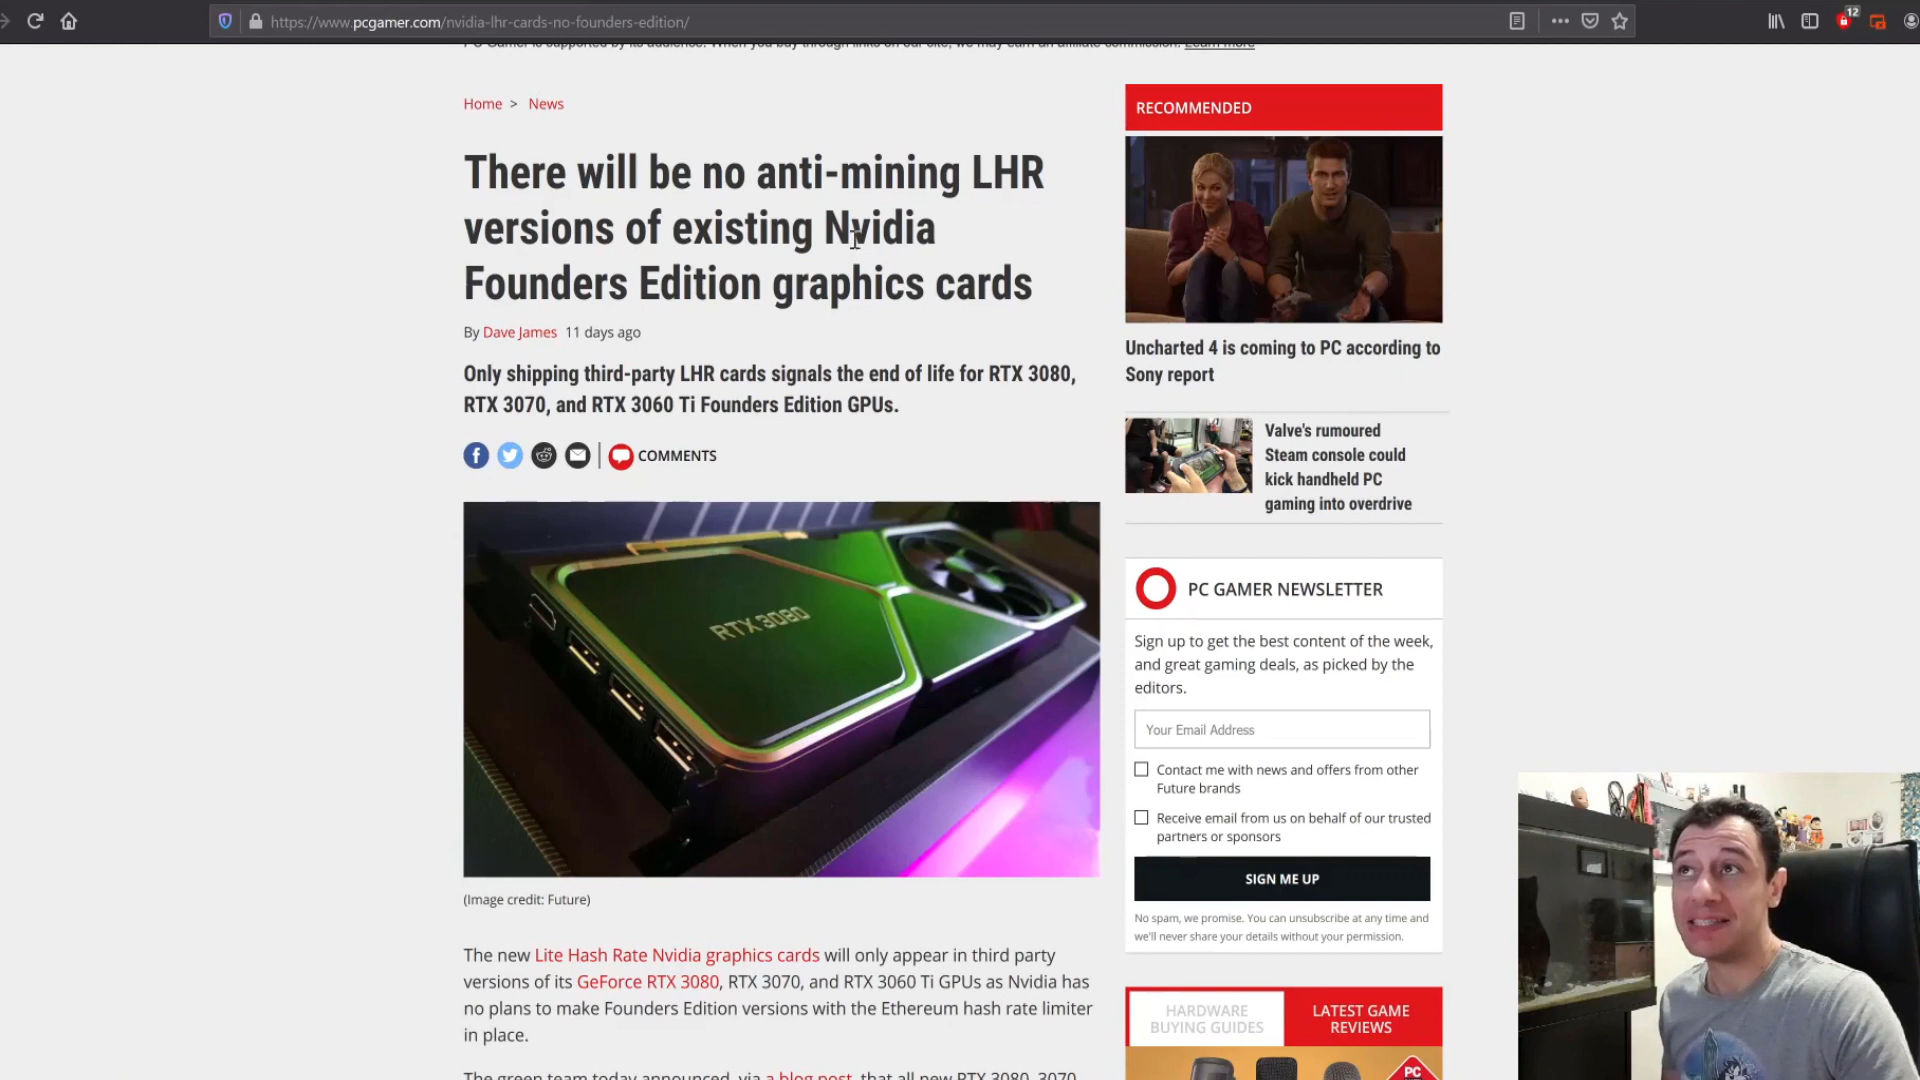 https://www.pcgamer.com/nvidia-lhr-cards-no-founders-edition/
12
PC Gamer is supported by its audience. When you buy through links on our site, we may earn an affiliate commission. Learn more
Home > News
There will be no anti-mining LHR
versions of existing Nvidia
Founders Edition graphics cards
By Dave James 11 days ago
Only shipping third-party LHR cards signals the end of life for RTX 3080,
RTX 3070, and RTX 3060 Ti Founders Edition GPUs.
COMMENTS
RTX 3080
(Image credit: Future)
The new Lite Hash Rate Nvidia graphics cards will only appear in third party
versions of its GeForce RTX 3080, RTX 3070, and RTX 3060 Ti GPUs as Nvidia has
no plans to make Founders Edition versions with the Ethereum hash rate limiter
in place.
The green team today announced, via a blog post, that all new RTX 3080, 3070
RECOMMENDED
Uncharted 4 is coming to PC according to
Sony report
Valve's rumoured
Steam console could
kick handheld PC
gaming into overdrive
PC GAMER NEWSLETTER
Sign up to get the best content of the week,
and great gaming deals, as picked by the
editors.
Your Email Address
Contact me with news and offers from other
Future brands
Receive email from us on behalf of our trusted
partners or sponsors
SIGN ME UP
No spam, we promise. You can unsubscribe at any time and
we'll never share your details without your permission.
HARDWARE
BUYING GUIDES
LATEST GAME
REVIEWS
PC